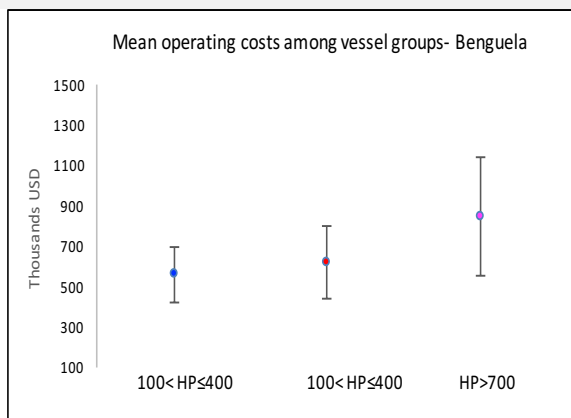 Mean operating costs among vessel groups- Benguela
1500
1300
1100
900
700
500
300
100
Thousands USD
100< HP≤400
100< HP≤400
HP>700